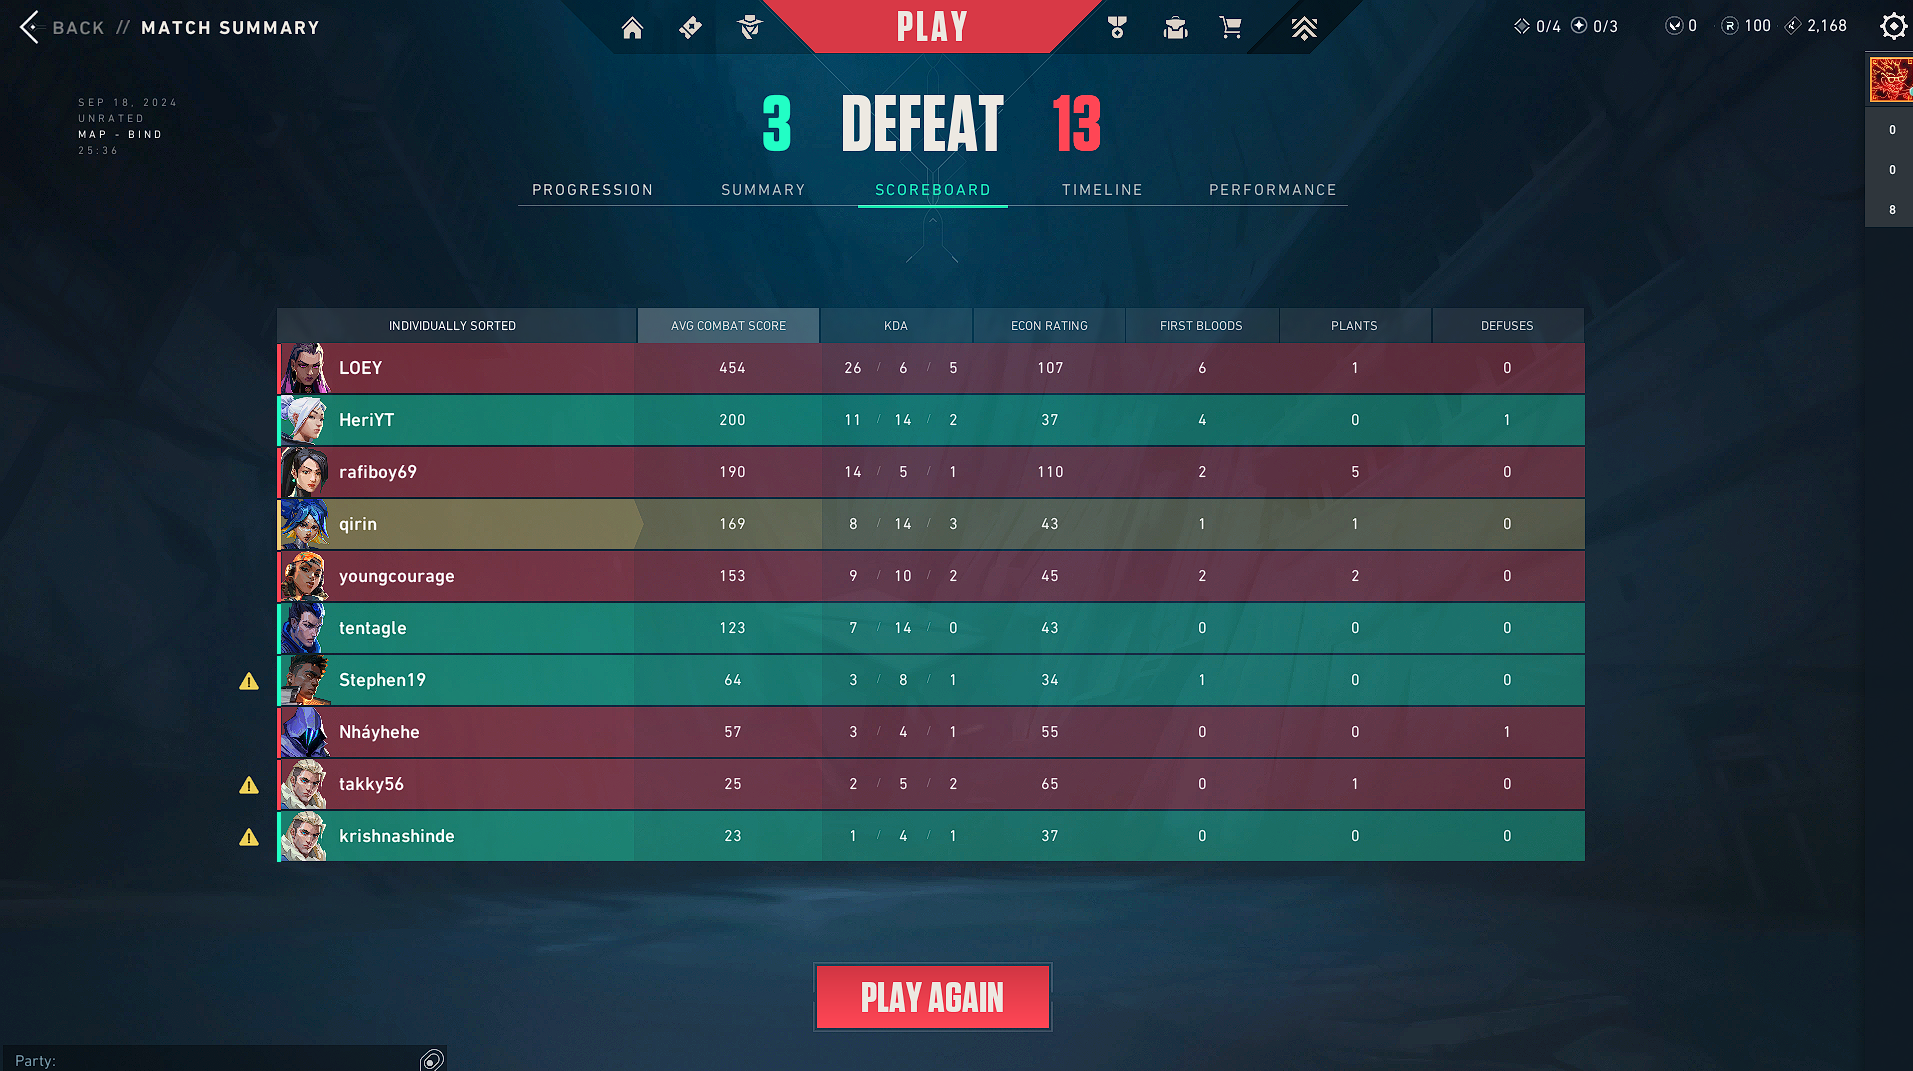 BACK // MATCH SUMMARY
PLAY
0/4 0/3 0 100 2,168
SEP 18, 2024
UNRATED
MAP - BIND
25:36
3 DEFEAT 13
PROGRESSION SUMMARY SCOREBOARD TIMELINE PERFORMANCE
0
0
8
INDIVIDUALLY SORTED AVG COMBAT SCORE KDA ECON RATING FIRST BLOODS PLANTS DEFUSES
LOEY 454 26 / 6 / 5 107 6 1 0
HeriYT 200 11 / 14 / 2 37 4 0 1
rafiboy69 190 14 / 5 / 1 110 2 5 0
qirin 169 8 / 14 / 3 43 1 1 0
youngcourage 153 9 / 10 / 2 45 2 2 0
tentagle 123 7 / 14 / 0 43 0 0 0
Stephen19 64 3 / 8 / 1 34 1 0 0
Nháyhehe 57 3 / 4 / 1 55 0 0 1
takky56 25 2 / 5 / 2 65 0 1 0
krishnashinde 23 1 / 4 / 1 37 0 0 0
PLAY AGAIN
Party: